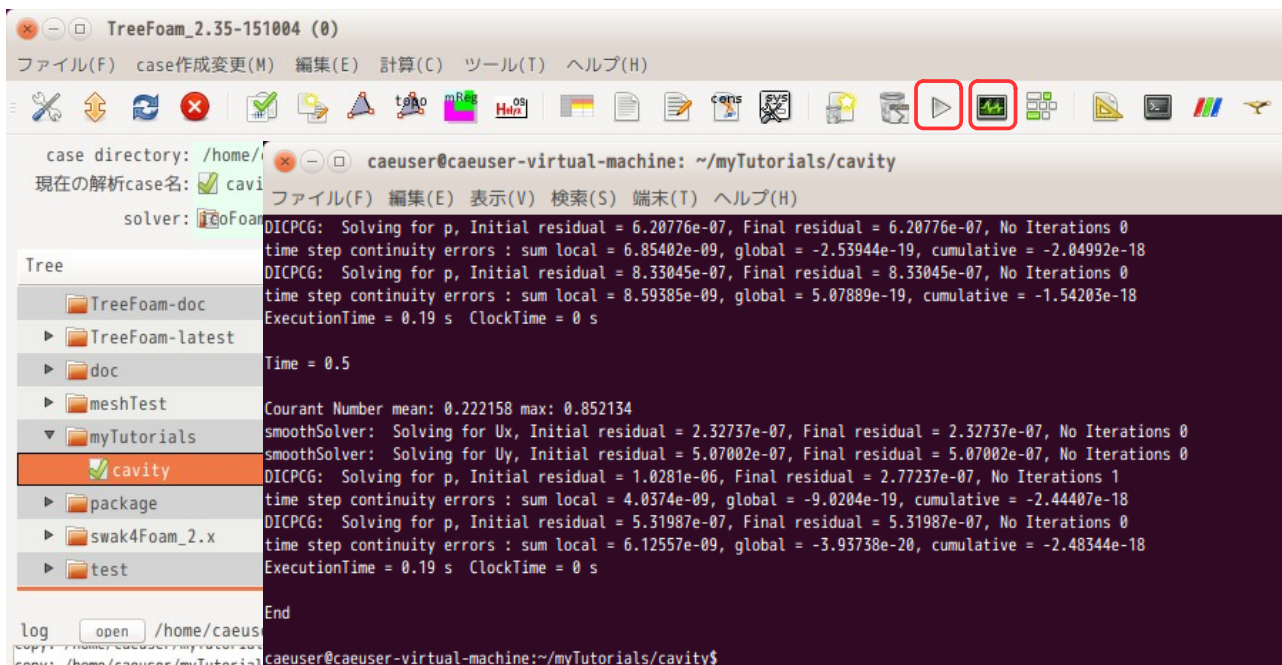 TreeFoam_2.35-151004 (0)
ファイル(F) case作成変更(M) 編集(E) 計算(C) ツール(T) ヘルプ(H)
topo mReg 09 Helyx cons SYS
case directory: /home/
現在の解析case名: cavi
solver: icoFoam
Tree
TreeFoam-doc
TreeFoam-latest
doc
meshTest
myTutorials
cavity
package
swak4Foam_2.x
test
log open /home/caeus
caeuser@caeuser-virtual-machine: ~/myTutorials/cavity
ファイル(F) 編集(E) 表示(V) 検索(S) 端末(T) ヘルプ(H)
DICPCG: Solving for p, Initial residual = 6.20776e-07, Final residual = 6.20776e-07, No Iterations 0
time step continuity errors : sum local = 6.85402e-09, global = -2.53944e-19, cumulative = -2.04992e-18
DICPCG: Solving for p, Initial residual = 8.33045e-07, Final residual = 8.33045e-07, No Iterations 0
time step continuity errors : sum local = 8.59385e-09, global = 5.07889e-19, cumulative = -1.54203e-18
ExecutionTime = 0.19 s ClockTime = 0 s
Time = 0.5
Courant Number mean: 0.222158 max: 0.852134
smoothSolver: Solving for Ux, Initial residual = 2.32737e-07, Final residual = 2.32737e-07, No Iterations 0
smoothSolver: Solving for Uy, Initial residual = 5.07002e-07, Final residual = 5.07002e-07, No Iterations 0
DICPCG: Solving for p, Initial residual = 1.0281e-06, Final residual = 2.77237e-07, No Iterations 1
time step continuity errors : sum local = 4.0374e-09, global = -9.0204e-19, cumulative = -2.44407e-18
DICPCG: Solving for p, Initial residual = 5.31987e-07, Final residual = 5.31987e-07, No Iterations 0
time step continuity errors : sum local = 6.12557e-09, global = -3.93738e-20, cumulative = -2.48344e-18
ExecutionTime = 0.19 s ClockTime = 0 s
End
caeuser@caeuser-virtual-machine:~/myTutorials/cavity$